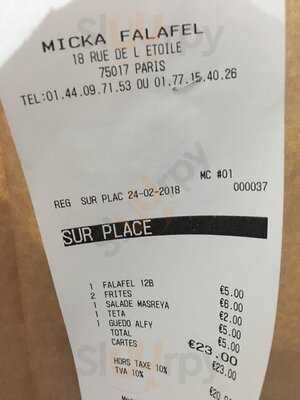 MICKA FALAFEL
18 RUE DE L ETOILE
75017 PARIS
TEL:01.44.09.71.53 OU 01.77.15.40.26
MC #01
REG SUR PLAC 24-02-2018 000037
SUR PLACE
1 FALAFEL 12B €5.00
2 FRITES €6.00
1 SALADE MASREYA €2.00
1 TETA €5.00
1 GUEDO ALFY €5.00
TOTAL €23.00
CARTES €23.00
HORS TAXE 10%
TVA 10%
Sluurpy
Sluurpy
Sluurpy